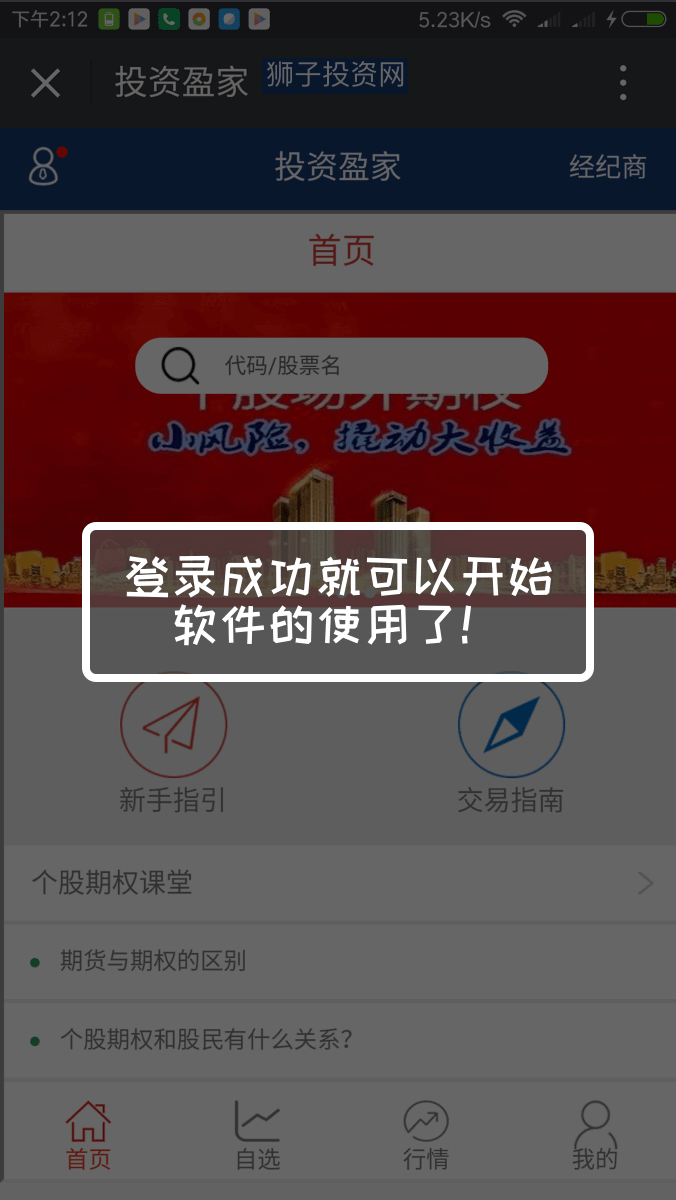 下午2:12
5.23K/s
投资盈家
狮子投资网
投资盈家
经纪商
首页
代码/股票名
个股场外期权
小风险，撬动大收益
登录成功就可以开始
软件的使用了!
新手指引
交易指南
个股期权课堂
期货与期权的区别
个股期权和股民有什么关系?
首页
自选
行情
我的